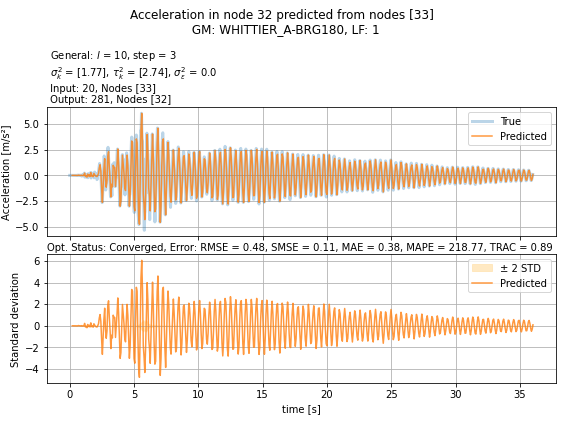 Acceleration in node 32 predicted from nodes [33]
GM: WHITTIER_A-BRG180, LF: 1
General: l = 10, step = 3
σ²ₖ = [1.77], τ²ₖ = [2.74], σ²ₑ = 0.0
Input: 20, Nodes [33]
Output: 281, Nodes [32]
True
Predicted
5.0
2.5
0.0
−2.5
−5.0
Acceleration [m/s²]
Opt. Status: Converged, Error: RMSE = 0.48, SMSE = 0.11, MAE = 0.38, MAPE = 218.77, TRAC = 0.89
± 2 STD
Predicted
6
4
2
0
−2
−4
Standard deviation
0 5 10 15 20 25 30 35
time [s]